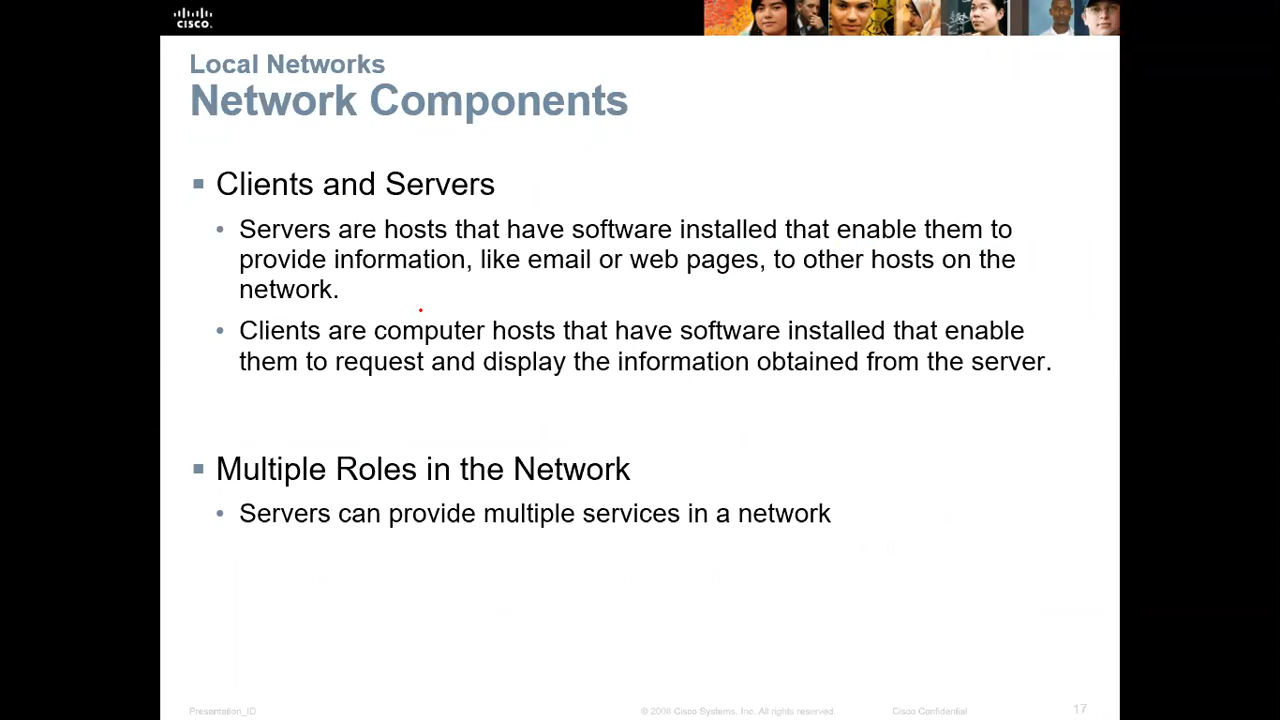 CISCO.
Local Networks
Network Components
Clients and Servers
Servers are hosts that have software installed that enable them to
provide information, like email or web pages, to other hosts on the
network.
Clients are computer hosts that have software installed that enable
them to request and display the information obtained from the server.
Multiple Roles in the Network
Servers can provide multiple services in a network
Presentation_ID
© 2008 Cisco Systems, Inc. All rights reserved.
Cisco Confidential
17